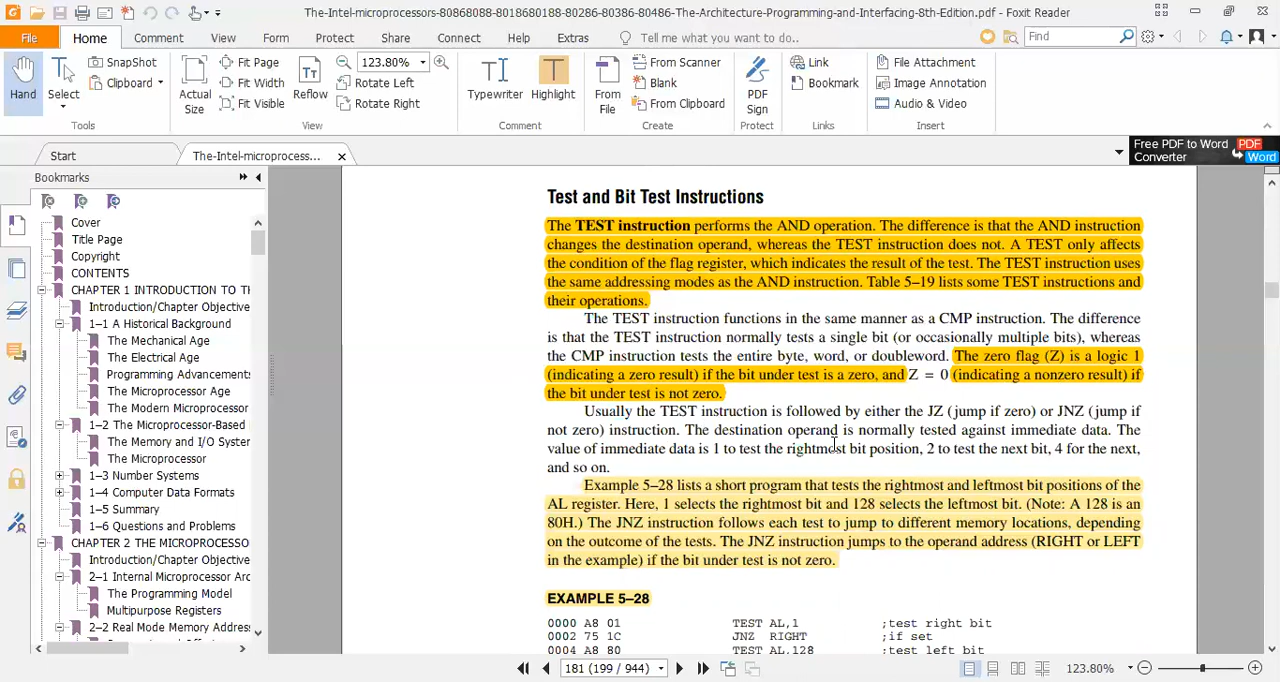 The-Intel-microprocessors-80868088-8018680188-80286-80386-80486-The-Architecture-Programming-and-Interfacing-8th-Edition.pdf - Foxit Reader
File Home Comment View Form Protect Share Connect Help Extras Tell me what you want to do.. Find
Hand
Select
SnapShot
Clipboard
Tools
Actual Size
Fit Page
Fit Width
Fit Visible
Reflow
123.80%
Rotate Left
Rotate Right
View
Typewriter
Highlight
Comment
From File
From Scanner
Blank
From Clipboard
Create
PDF Sign
Protect
Link
Bookmark
Links
File Attachment
Image Annotation
Audio & Video
Insert
Start
The-Intel-microprocess...
Free PDF to Word Converter
PDF
Word
Bookmarks
Cover
Title Page
Copyright
CONTENTS
CHAPTER 1 INTRODUCTION TO TH
Introduction/Chapter Objective
1–1 A Historical Background
The Mechanical Age
The Electrical Age
Programming Advancements
The Microprocessor Age
The Modern Microprocessor
1–2 The Microprocessor-Based
The Memory and I/O System
The Microprocessor
1–3 Number Systems
1–4 Computer Data Formats
1–5 Summary
1–6 Questions and Problems
CHAPTER 2 THE MICROPROCESSO
Introduction/Chapter Objective
2–1 Internal Microprocessor Arc
The Programming Model
Multipurpose Registers
2–2 Real Mode Memory Address
Test and Bit Test Instructions
The TEST instruction performs the AND operation. The difference is that the AND instruction
changes the destination operand, whereas the TEST instruction does not. A TEST only affects
the condition of the flag register, which indicates the result of the test. The TEST instruction uses
the same addressing modes as the AND instruction. Table 5–19 lists some TEST instructions and
their operations.
The TEST instruction functions in the same manner as a CMP instruction. The difference
is that the TEST instruction normally tests a single bit (or occasionally multiple bits), whereas
the CMP instruction tests the entire byte, word, or doubleword. The zero flag (Z) is a logic 1
(indicating a zero result) if the bit under test is a zero, and Z = 0 (indicating a nonzero result) if
the bit under test is not zero.
Usually the TEST instruction is followed by either the JZ (jump if zero) or JNZ (jump if
not zero) instruction. The destination operand is normally tested against immediate data. The
value of immediate data is 1 to test the rightmost bit position, 2 to test the next bit, 4 for the next,
and so on.
Example 5–28 lists a short program that tests the rightmost and leftmost bit positions of the
AL register. Here, 1 selects the rightmost bit and 128 selects the leftmost bit. (Note: A 128 is an
80H.) The JNZ instruction follows each test to jump to different memory locations, depending
on the outcome of the tests. The JNZ instruction jumps to the operand address (RIGHT or LEFT
in the example) if the bit under test is not zero.
EXAMPLE 5–28
0000 A8 01 TEST AL,1 ;test right bit
0002 75 1C JNZ RIGHT ;if set
0004 A8 80 TEST AL,128 ;test left bit
181 (199 / 944)
123.80%